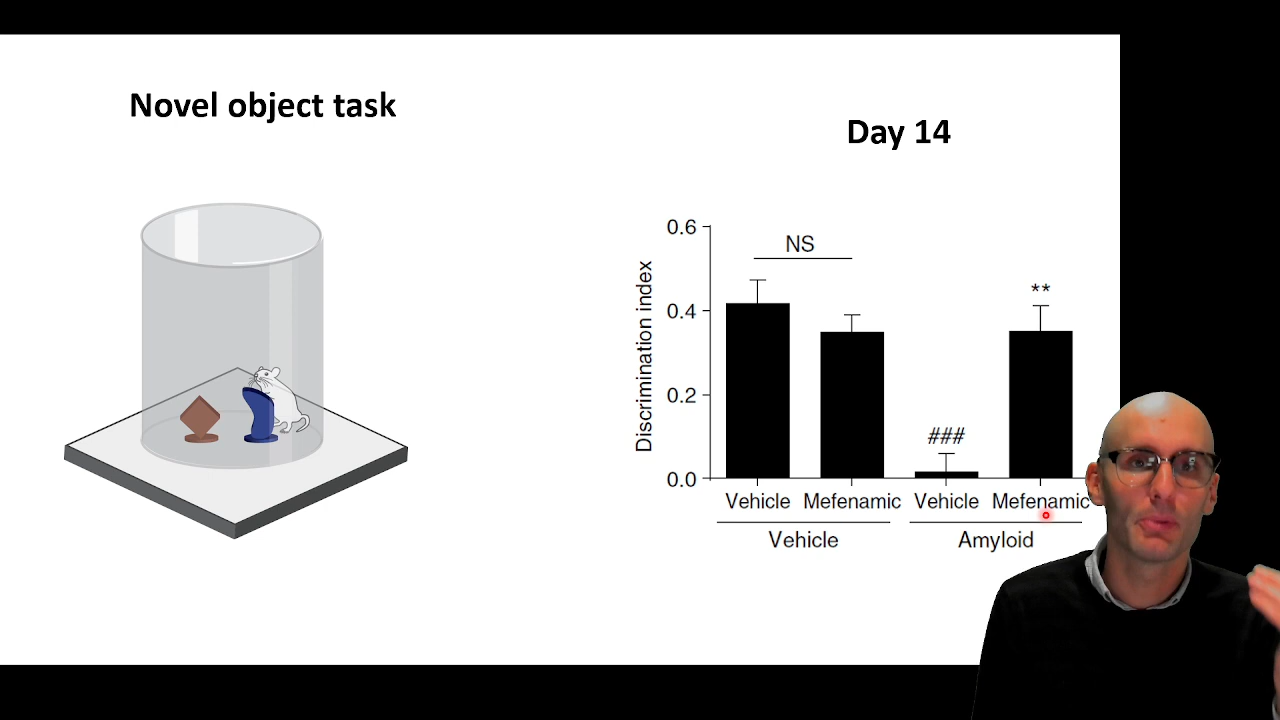 Novel object task
Day 14
Discrimination index
0.6
0.4
0.2
0.0
NS
###
**
Vehicle Mefenamic Vehicle Mefenamic
Vehicle Amyloid